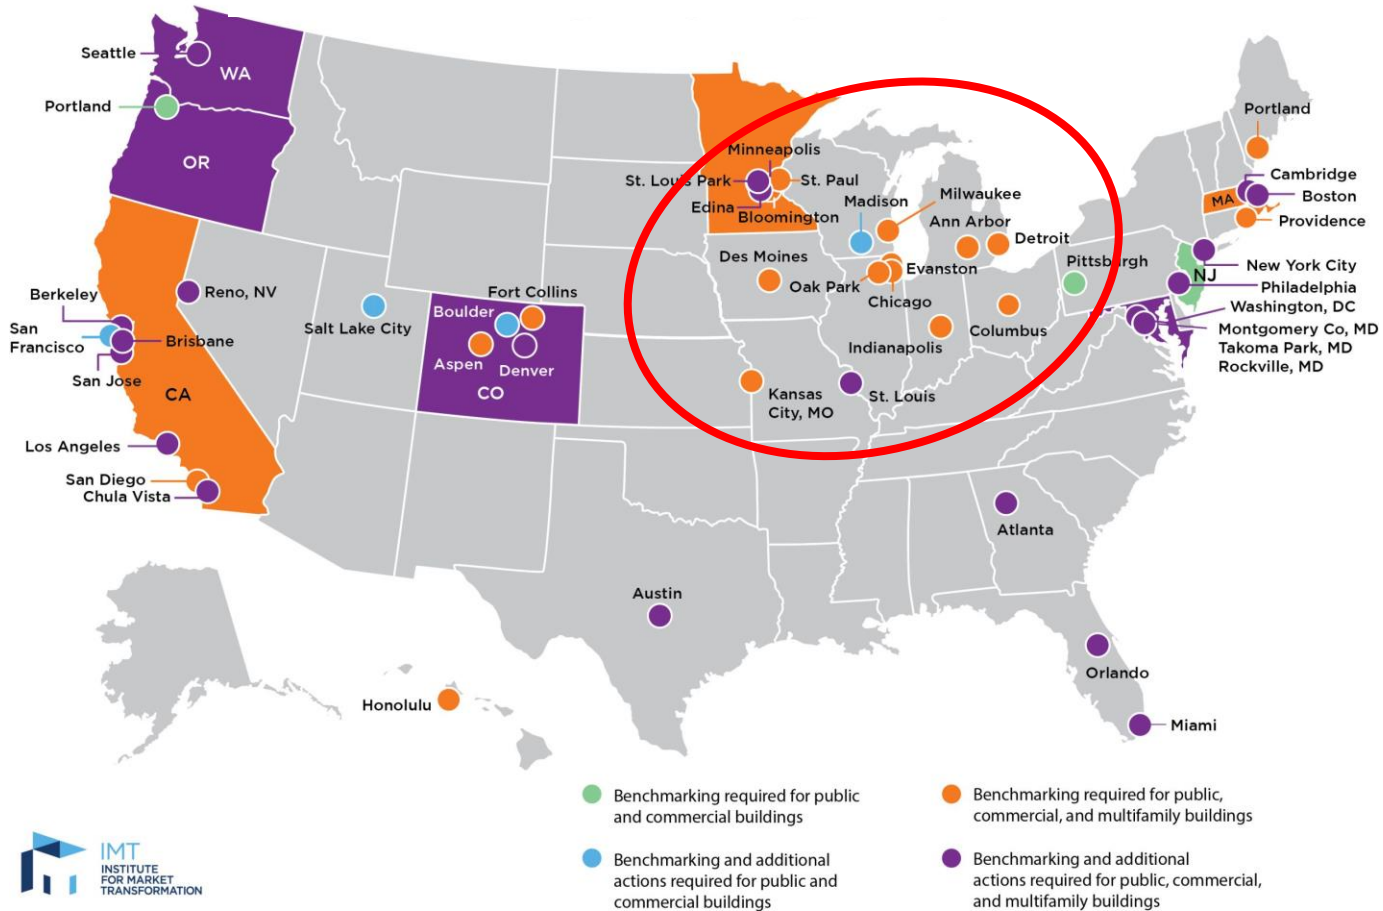 Seattle
WA
Portland
OR
Minneapolis
St. Louis Park
St. Paul
Edina
Bloomington
Madison
Milwaukee
Ann Arbor
Detroit
Portland
Cambridge
MA
Boston
Providence
Des Moines
Oak Park
Evanston
Chicago
Pittsburgh
NJ
New York City
Philadelphia
Washington, DC
Montgomery Co, MD
Takoma Park, MD
Rockville, MD
Columbus
Indianapolis
Berkeley
Reno, NV
San
Francisco
Brisbane
San Jose
CA
Salt Lake City
Fort Collins
Boulder
Aspen
Denver
CO
Kansas
City, MO
St. Louis
Los Angeles
San Diego
Chula Vista
Atlanta
Austin
Orlando
Miami
Honolulu
Benchmarking required for public
and commercial buildings
Benchmarking required for public,
commercial, and multifamily buildings
Benchmarking and additional
actions required for public and
commercial buildings
Benchmarking and additional
actions required for public, commercial,
and multifamily buildings
IMT
INSTITUTE
FOR MARKET
TRANSFORMATION